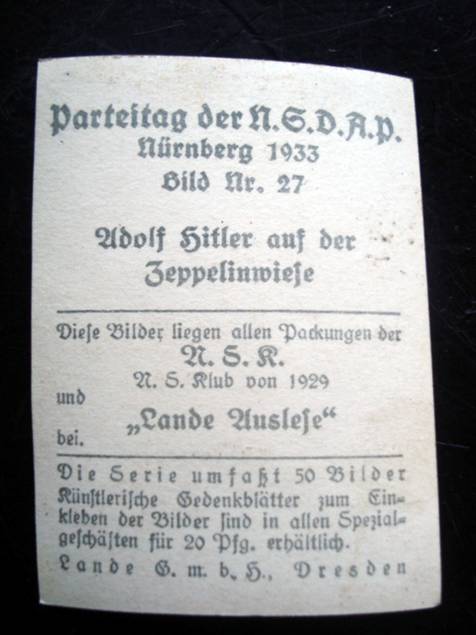 Parteitag der N.S.D.A.P.
Nürnberg 1933
Bild Nr. 27
Adolf Hitler auf der
Zeppelinwiese
Diese Bilder liegen allen Packungen der
N. S. K.
N. S. Klub von 1929
und
„Lande Auslese“
bei.
Die Serie umfaßt 50 Bilder
Künstlerische Gedenkblätter zum Ein-
kleben der Bilder sind in allen Spezial-
geschäften für 20 Pfg. erhältlich.
Lande G. m. b. H., Dresden